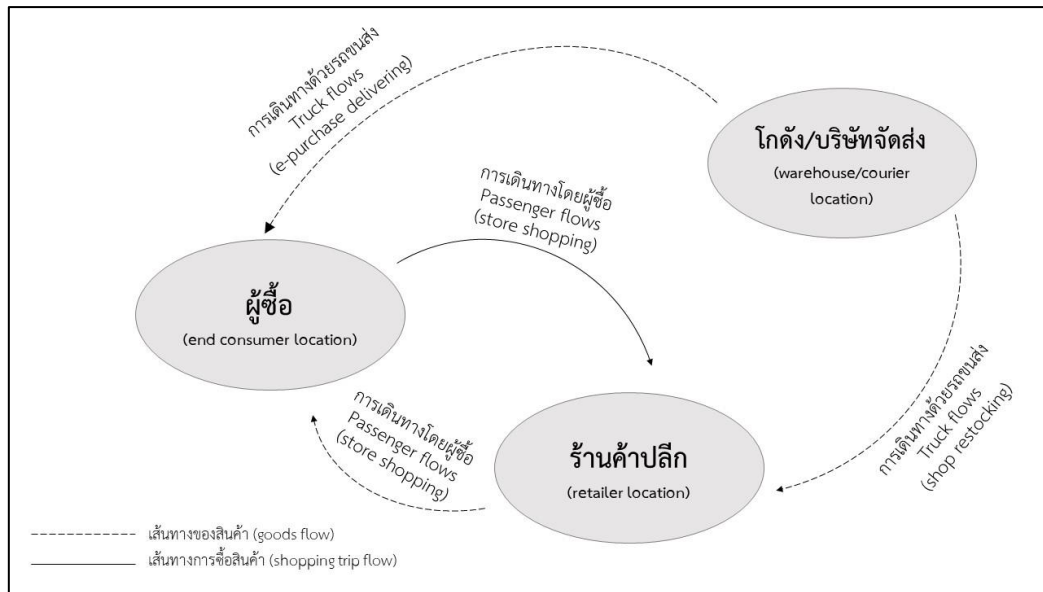 การเดินทางด้วยรถขนส่ง
Truck flows
(e-purchase delivering)
โกดัง/บริษัทจัดส่ง
(warehouse/courier
location)
การเดินทางโดยผู้ซื้อ
Passenger flows
(store shopping)
ผู้ซื้อ
(end consumer location)
การเดินทางด้วยรถขนส่ง
Truck flows
(shop restocking)
การเดินทางโดยผู้ซื้อ
Passenger flows
(store shopping)
ร้านค้าปลีก
(retailer location)
เส้นทางของสินค้า (goods flow)
เส้นทางการซื้อสินค้า (shopping trip flow)